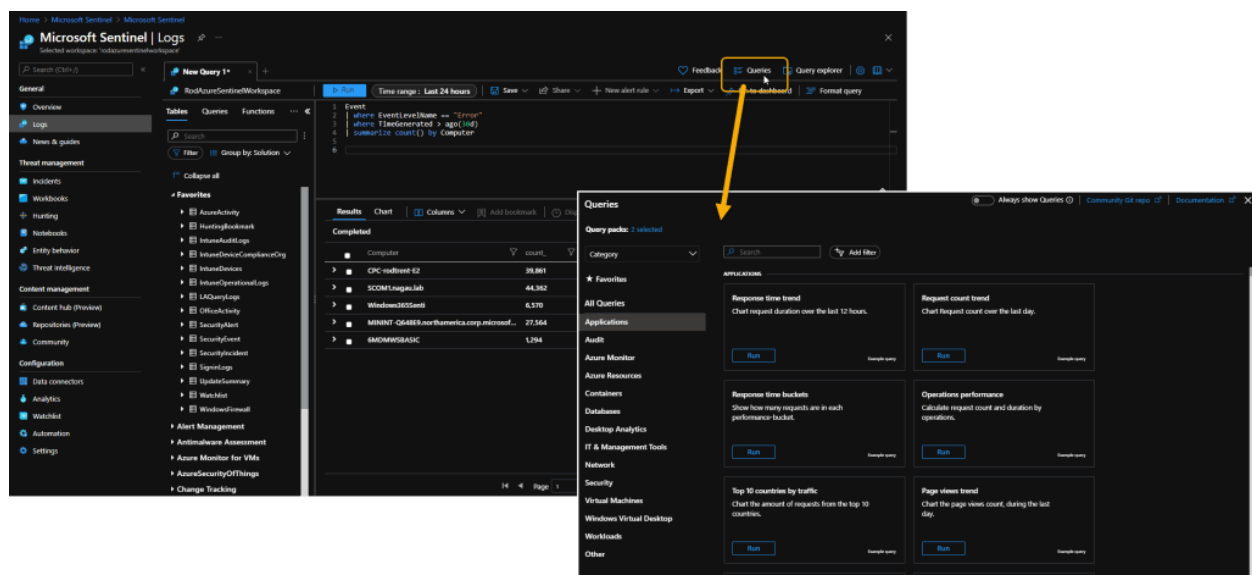 Home > Microsoft Sentinel > Microsoft Sentinel
Microsoft Sentinel | Logs
Selected workspace: 'rodazuresentinelworkspace'
Search (Ctrl+/)
General
Overview
Logs
News & guides
Threat management
Incidents
Workbooks
Hunting
Notebooks
Entity behavior
Threat intelligence
Content management
Content hub (Preview)
Repositories (Preview)
Community
Configuration
Data connectors
Analytics
Watchlist
Automation
Settings
New Query 1*
Feedback
Queries
Query explorer
RodAzureSentinelWorkspace
Run
Time range : Last 24 hours
Save
Share
New alert rule
Export
to dashboard
Format query
Tables Queries Functions
Search
Filter
Group by: Solution
Collapse all
Favorites
AzureActivity
HuntingBookmark
IntuneAuditLogs
IntuneDeviceComplianceOrg
IntuneDevices
IntuneOperationalLogs
LAQueryLogs
OfficeActivity
SecurityAlert
SecurityEvent
SecurityIncident
SigninLogs
UpdateSummary
Watchlist
WindowsFirewall
Alert Management
Antimalware Assessment
Azure Monitor for VMs
AzureSecurityOfThings
Change Tracking
1 Event
2 | where EventLevelName == "Error"
3 | where TimeGenerated > ago(30d)
4 | summarize count() by Computer
5
6
Results Chart Columns Add bookmark
Completed
Computer count_
CPC-rodtrent-E2 39,861
SCOM1.nagau.lab 44,362
Windows365Senti 6,570
MININT-Q648E9.northamerica.corp.microsof... 27,564
6MDMWSBASIC 1,294
Page 1
Queries
Always show Queries
Community Git repo
Documentation
Query packs: 2 selected
Category
Search
Add filter
Favorites
All Queries
Applications
Audit
Azure Monitor
Azure Resources
Containers
Databases
Desktop Analytics
IT & Management Tools
Network
Security
Virtual Machines
Windows Virtual Desktop
Workloads
Other
APPLICATIONS
Response time trend
Chart request duration over the last 12 hours.
Run
Example query
Request count trend
Chart Request count over the last day.
Run
Example query
Response time buckets
Show how many requests are in each
performance-bucket.
Run
Example query
Operations performance
Calculate request count and duration by
operations.
Run
Example query
Top 10 countries by traffic
Chart the amount of requests from the top 10
countries.
Run
Example query
Page views trend
Chart the page views count, during the last
day.
Run
Example query